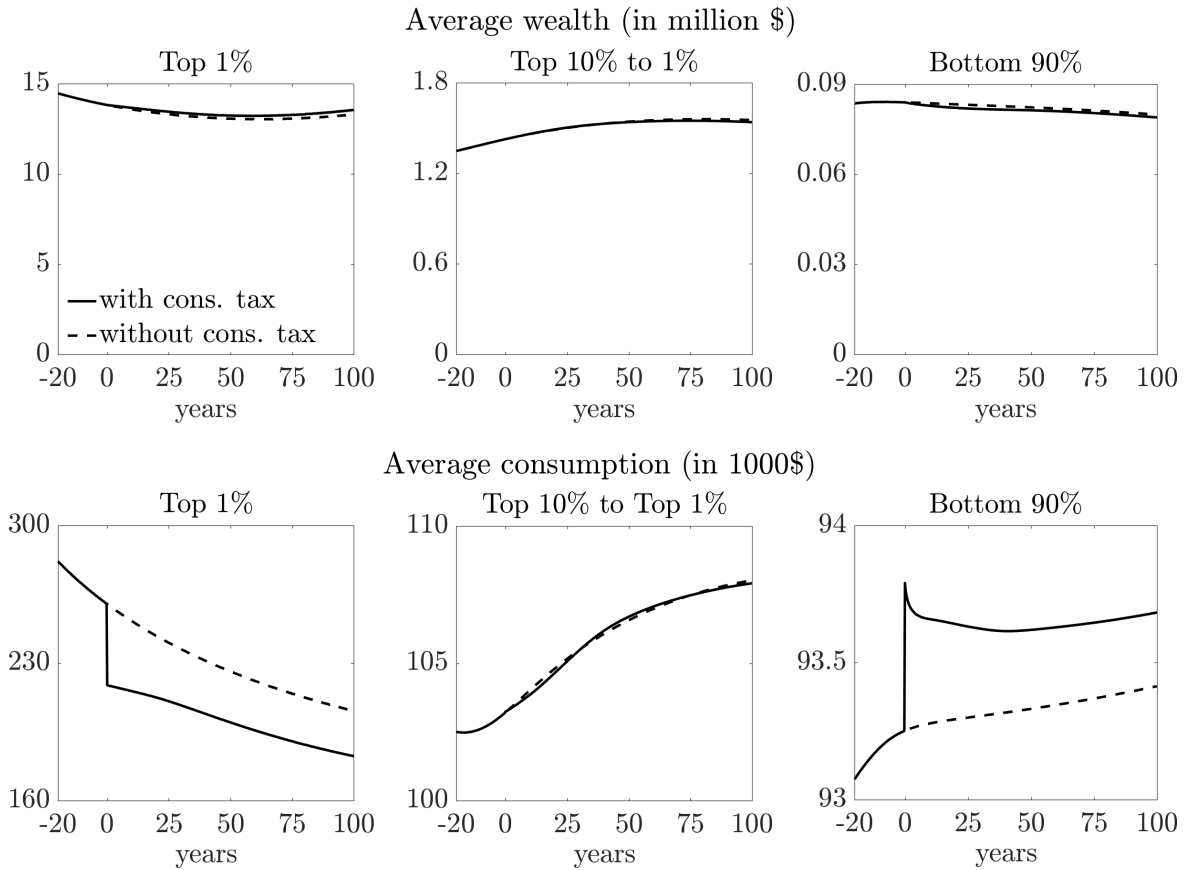 Average wealth (in million $)
Top 1%
Top 10% to 1%
Bottom 90%
15
10
5
0
with cons. tax
without cons. tax
-20 0 25 50 75 100
years
1.8
1.2
0.6
0
-20 0 25 50 75 100
years
0.09
0.06
0.03
0
-20 0 25 50 75 100
years
Average consumption (in 1000$)
Top 1%
Top 10% to Top 1%
Bottom 90%
300
230
160
-20 0 25 50 75 100
years
110
105
100
-20 0 25 50 75 100
years
94
93.5
93
-20 0 25 50 75 100
years